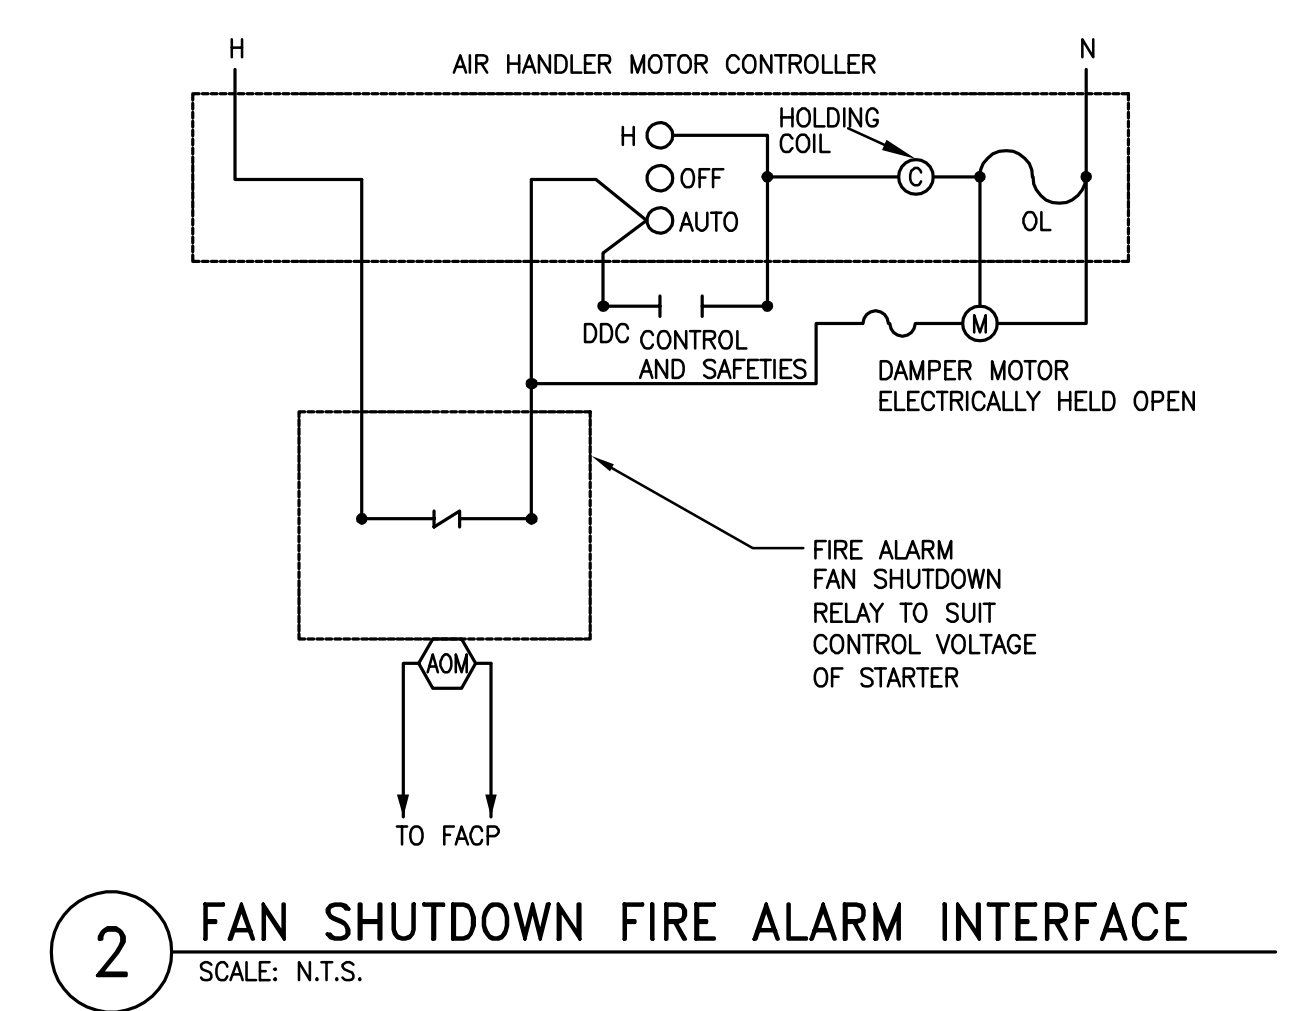 H
N
AIR HANDLER MOTOR CONTROLLER
HOLDING
COIL
H
OFF
AUTO
C
OL
DDC
CONTROL
AND SAFETIES
M
DAMPER MOTOR
ELECTRICALLY HELD OPEN
FIRE ALARM
FAN SHUTDOWN
RELAY TO SUIT
CONTROL VOLTAGE
OF STARTER
AOM
TO FACP
2
FAN SHUTDOWN FIRE ALARM INTERFACE
SCALE: N.T.S.